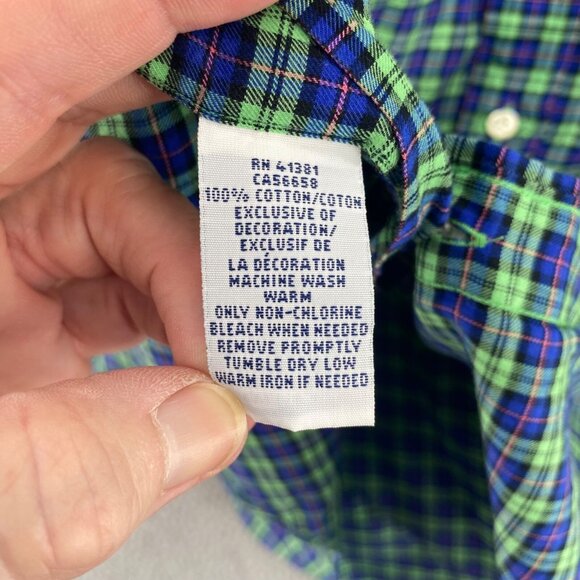 RN 41381
CA56658
100% COTTON/COTON
EXCLUSIVE OF
DECORATION/
EXCLUSIF DE
LA DÉCORATION
MACHINE WASH
WARM
ONLY NON-CHLORINE
BLEACH WHEN NEEDED
REMOVE PROMPTLY
TUMBLE DRY LOW
WARM IRON IF NEEDED